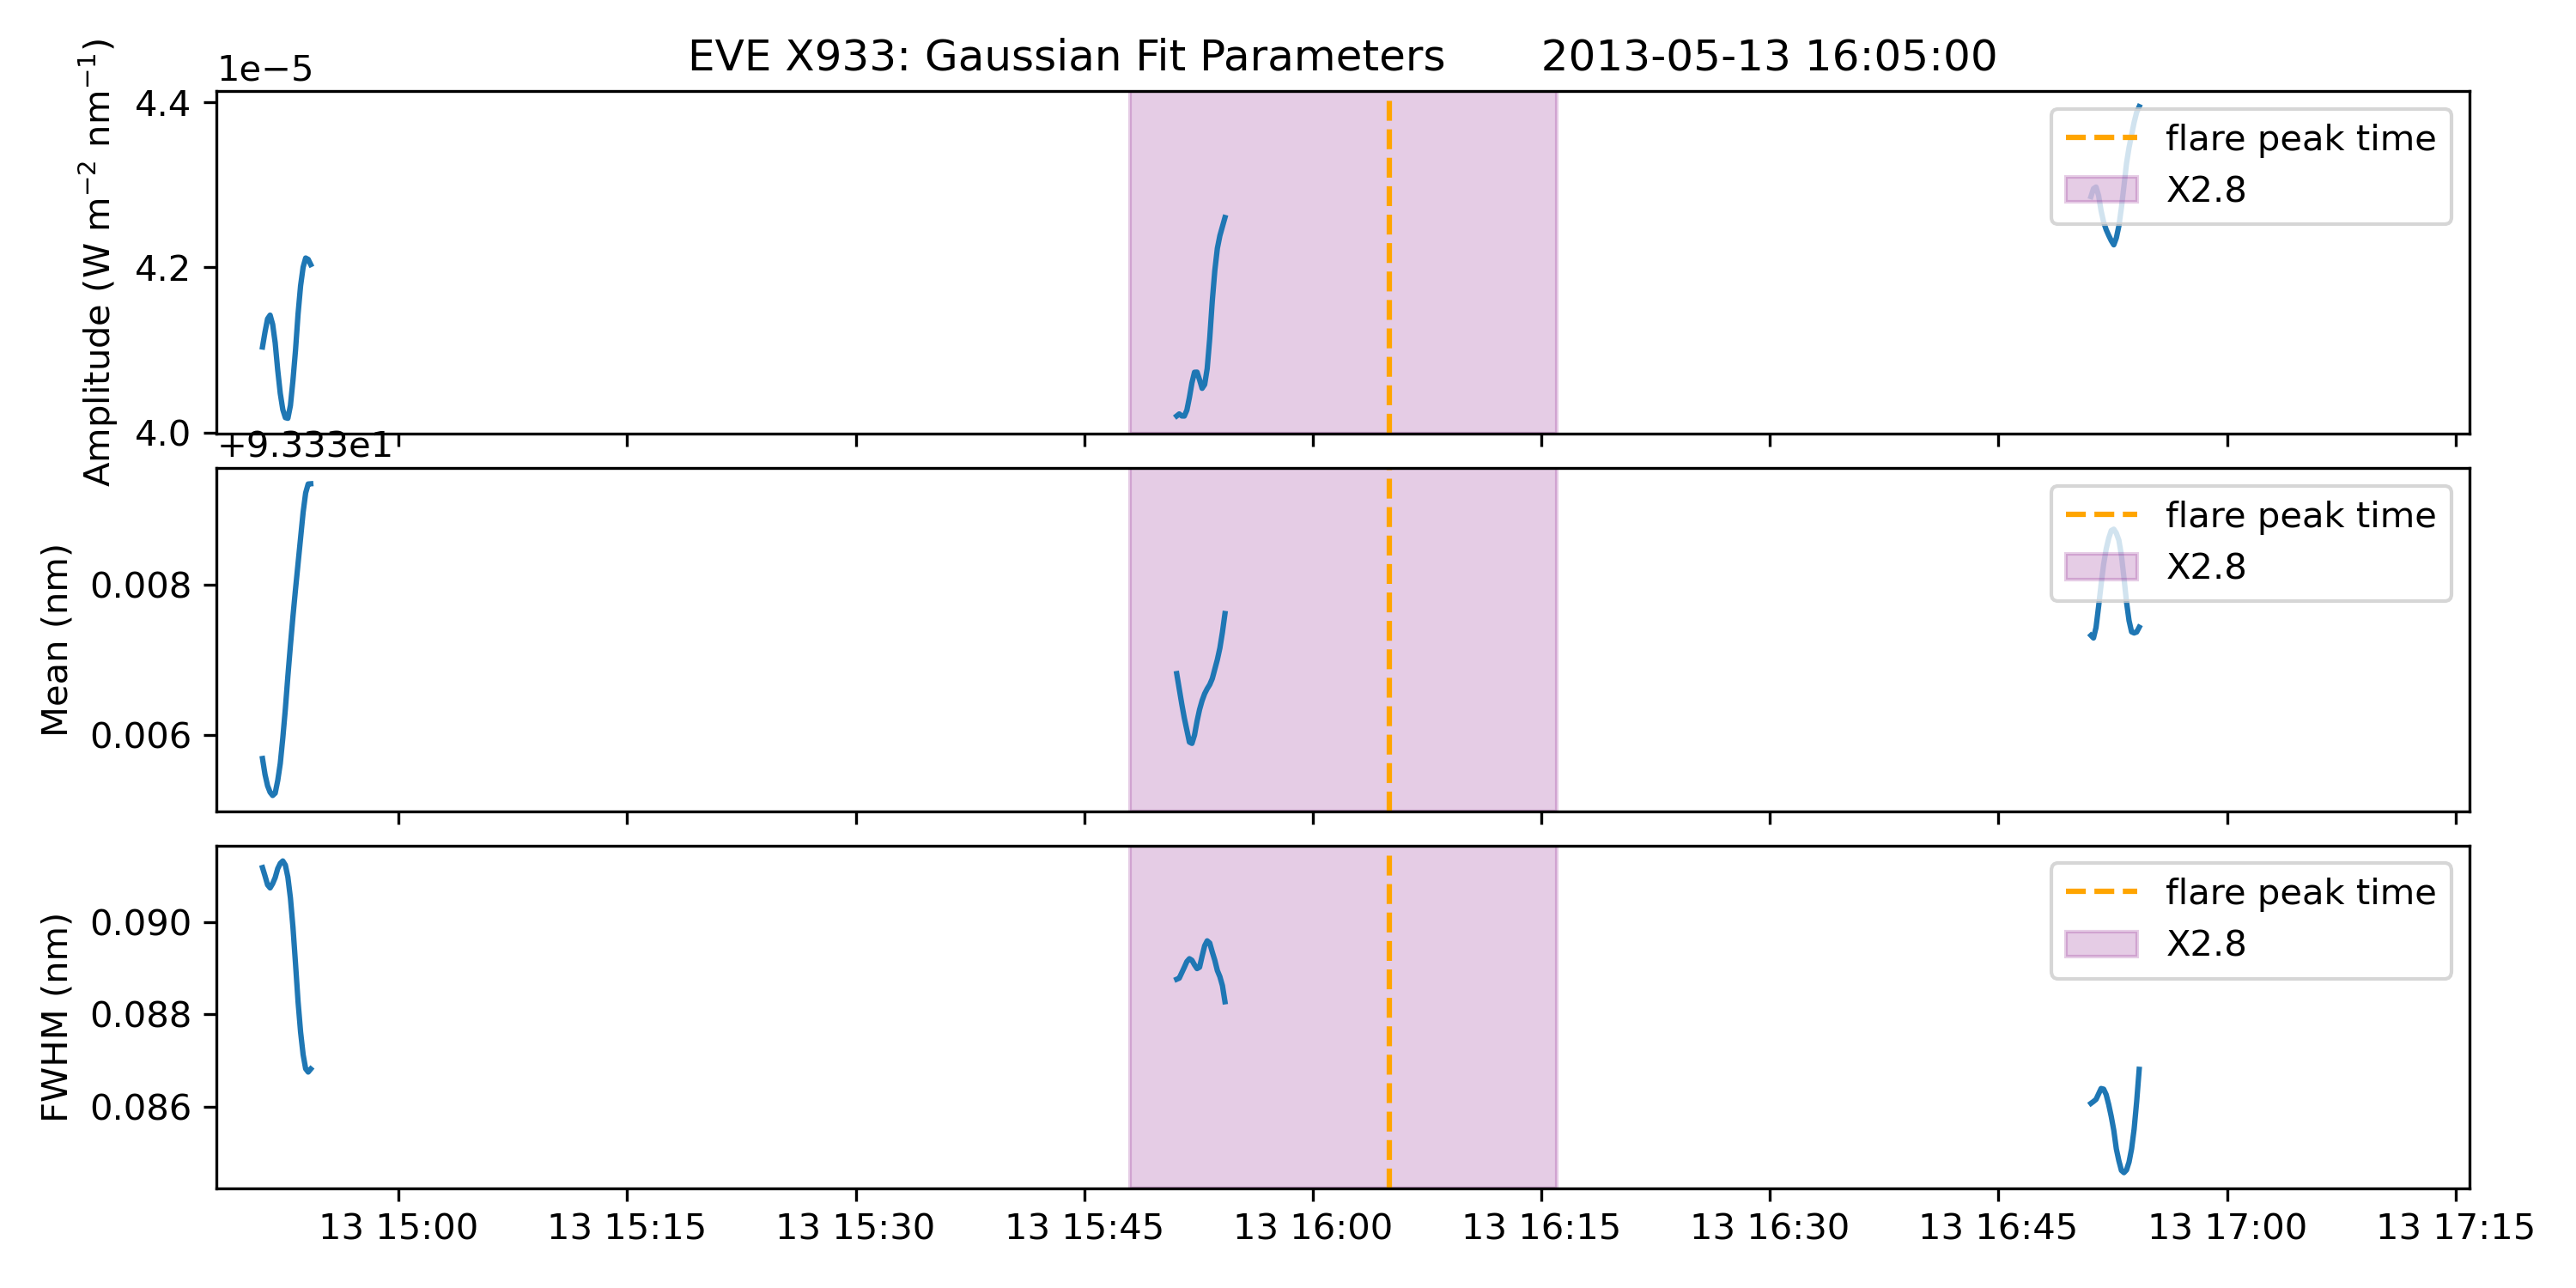 EVE X933: Gaussian Fit Parameters 2013-05-13 16:05:00
1e−5
Amplitude (W m⁻² nm⁻¹)
4.4
4.2
4.0
flare peak time
X2.8
+9.333e1
Mean (nm)
0.008
0.006
flare peak time
X2.8
FWHM (nm)
0.090
0.088
0.086
flare peak time
X2.8
13 15:00 13 15:15 13 15:30 13 15:45 13 16:00 13 16:15 13 16:30 13 16:45 13 17:00 13 17:15